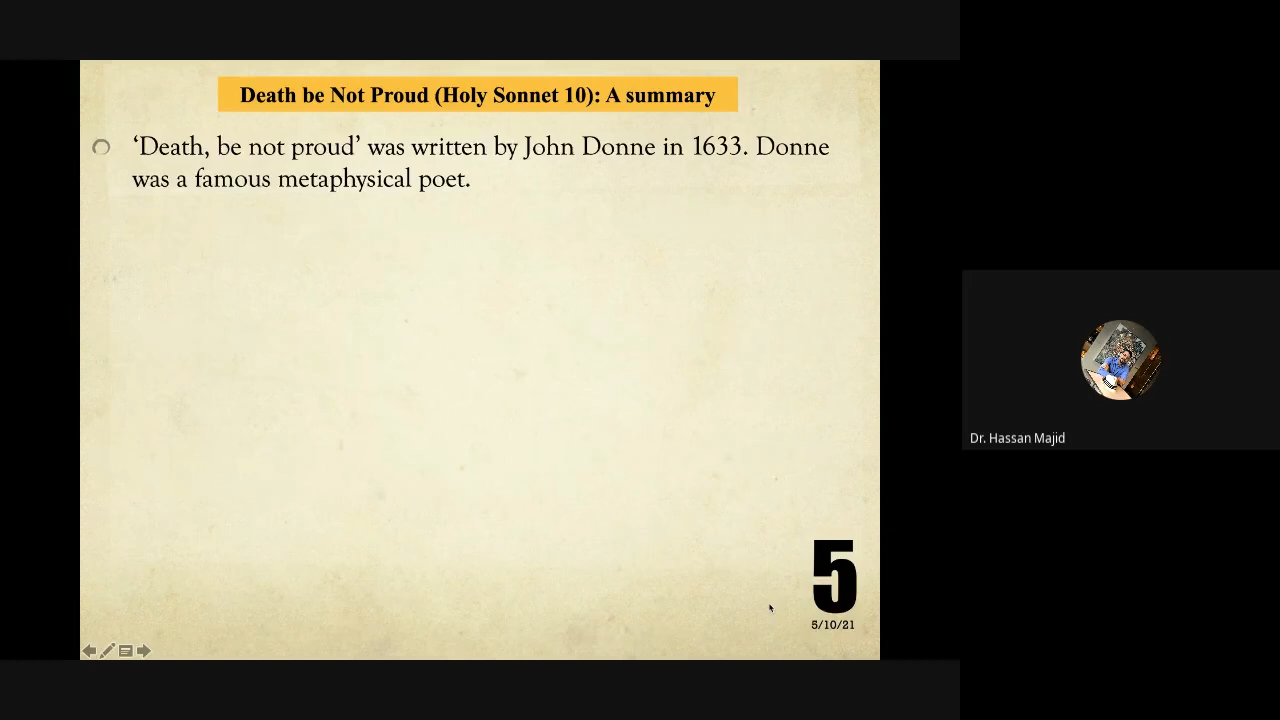 Death be Not Proud (Holy Sonnet 10): A summary
‘Death, be not proud’ was written by John Donne in 1633. Donne
was a famous metaphysical poet.
Dr. Hassan Majid
5
5/10/21